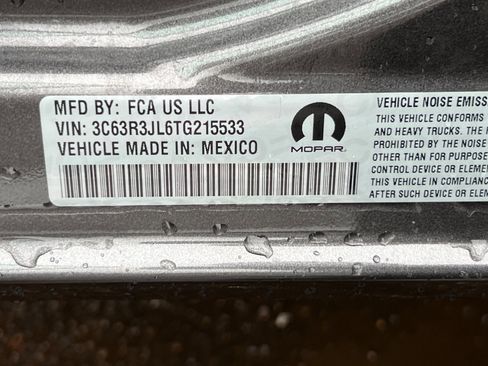 MFD BY: FCA US LLC
VIN: 3C63R3JL6TG215533
VEHICLE MADE IN: MEXICO
MOPAR
VEHICLE NOISE EMISS
THIS VEHICLE CONFORMS
AND HEAVY TRUCKS. THE
PROHIBITED BY THE NOISE
OTHER THAN FOR PURPOSE
CONTROL DEVICE OR ELEME
THIS VEHICLE IN COMPLIANC
AFTER SUCH DEVICE OR ELEM